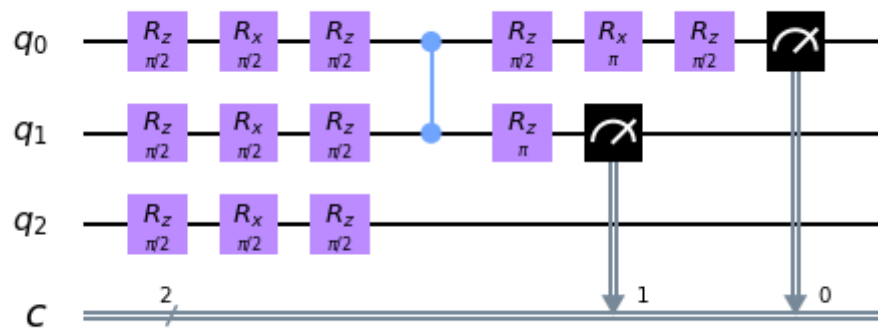 q0 Rz π/2 Rx π/2 Rz π/2 Rz π/2 Rx π Rz π/2
q1 Rz π/2 Rx π/2 Rz π/2 Rz π
q2 Rz π/2 Rx π/2 Rz π/2
c 2 1 0